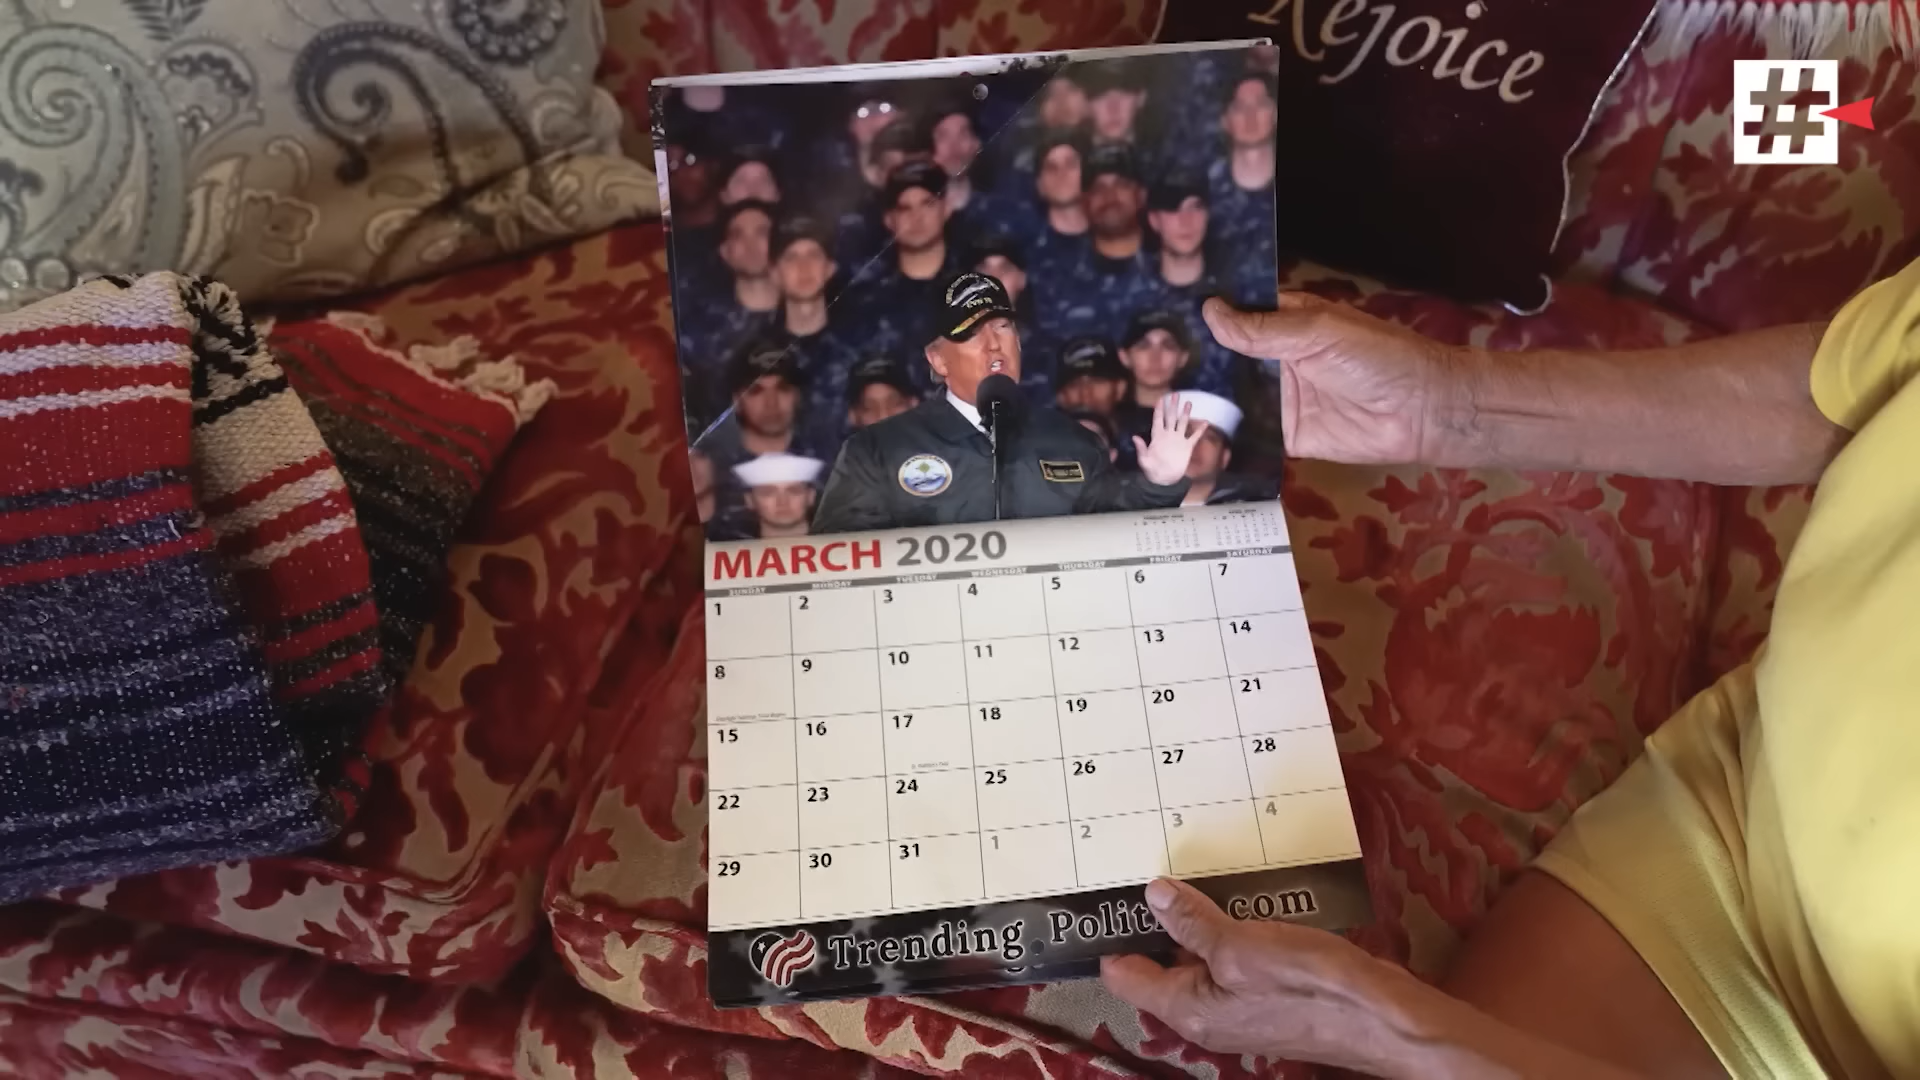 Rejoice
#
MARCH 2020
SUNDAY MONDAY TUESDAY WEDNESDAY THURSDAY FRIDAY SATURDAY
1 2 3 4 5 6 7
8 9 10 11 12 13 14
15 16 17 18 19 20 21
22 23 24 25 26 27 28
29 30 31 1 2 3 4
Trending Polit com